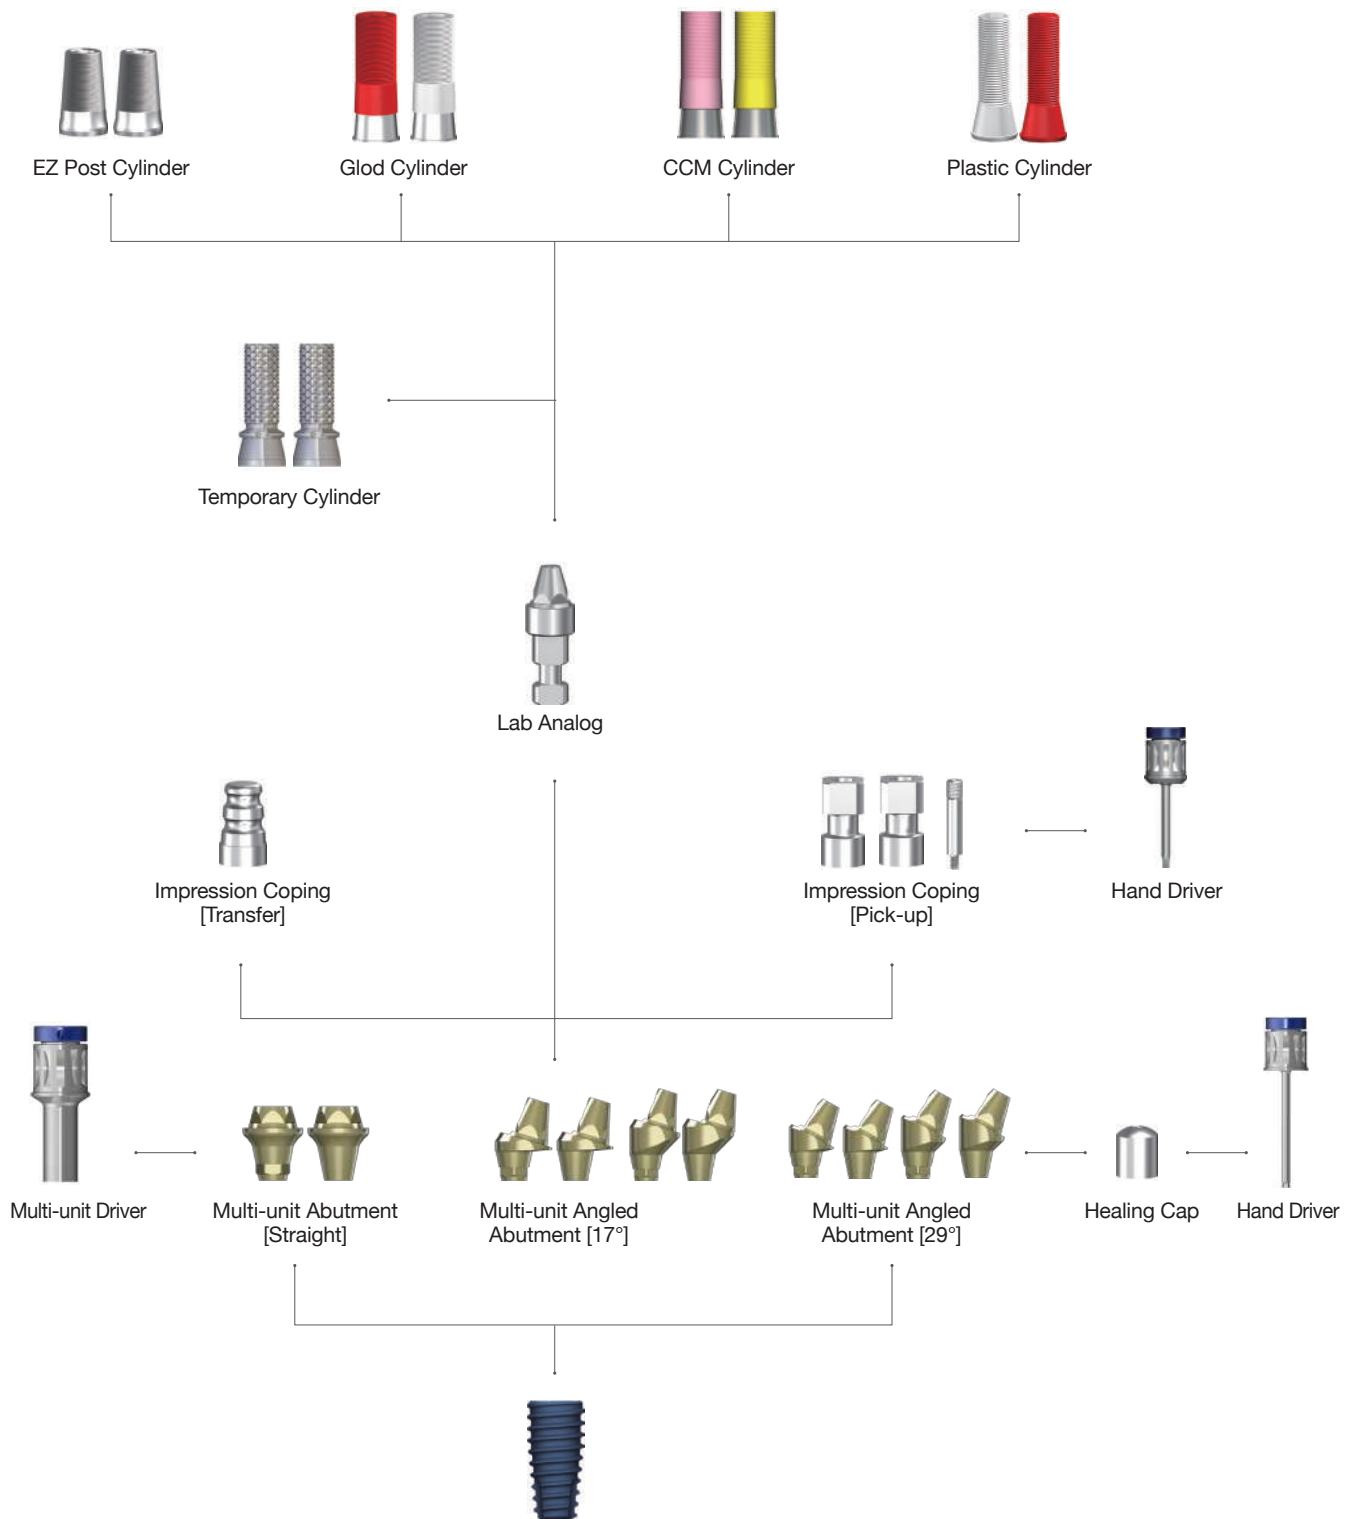 EZ Post Cylinder
Glod Cylinder
CCM Cylinder
Plastic Cylinder
Temporary Cylinder
Lab Analog
Impression Coping
[Transfer]
Impression Coping
[Pick-up]
Hand Driver
Multi-unit Driver
Multi-unit Abutment
[Straight]
Multi-unit Angled
Abutment [17°]
Multi-unit Angled
Abutment [29°]
Healing Cap
Hand Driver